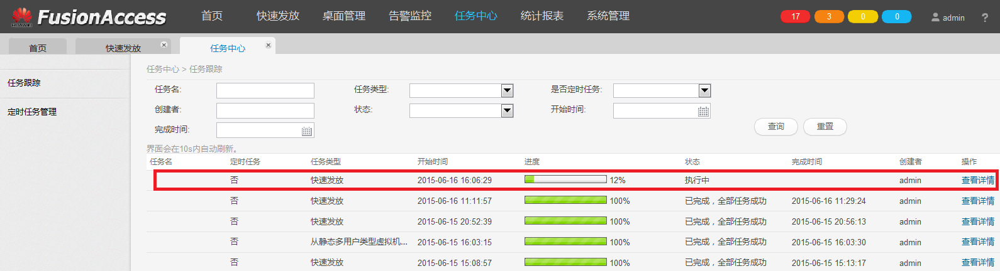 HUAWEI FusionAccess 首页 快速发放 桌面管理 告警监控 任务中心 统计报表 系统管理 17 3 0 0 admin ?
首页 快速发放 任务中心
任务跟踪
定时任务管理
任务中心 > 任务跟踪
任务名: 任务类型: 是否定时任务:
创建者: 状态: 开始时间:
完成时间: 查询 重置
界面会在10s内自动刷新。
任务名 定时任务 任务类型 开始时间 进度 状态 完成时间 创建者 操作
否 快速发放 2015-06-16 16:06:29 12% 执行中 admin 查看详情
否 快速发放 2015-06-16 11:11:57 100% 已完成，全部任务成功 2015-06-16 11:29:24 admin 查看详情
否 快速发放 2015-06-15 20:52:39 100% 已完成，全部任务成功 2015-06-15 20:56:13 admin 查看详情
否 从静态多用户类型虚拟机... 2015-06-15 16:03:15 100% 已完成，全部任务成功 2015-06-15 16:03:30 admin 查看详情
否 快速发放 2015-06-15 15:08:57 100% 已完成，全部任务成功 2015-06-15 15:13:17 admin 查看详情